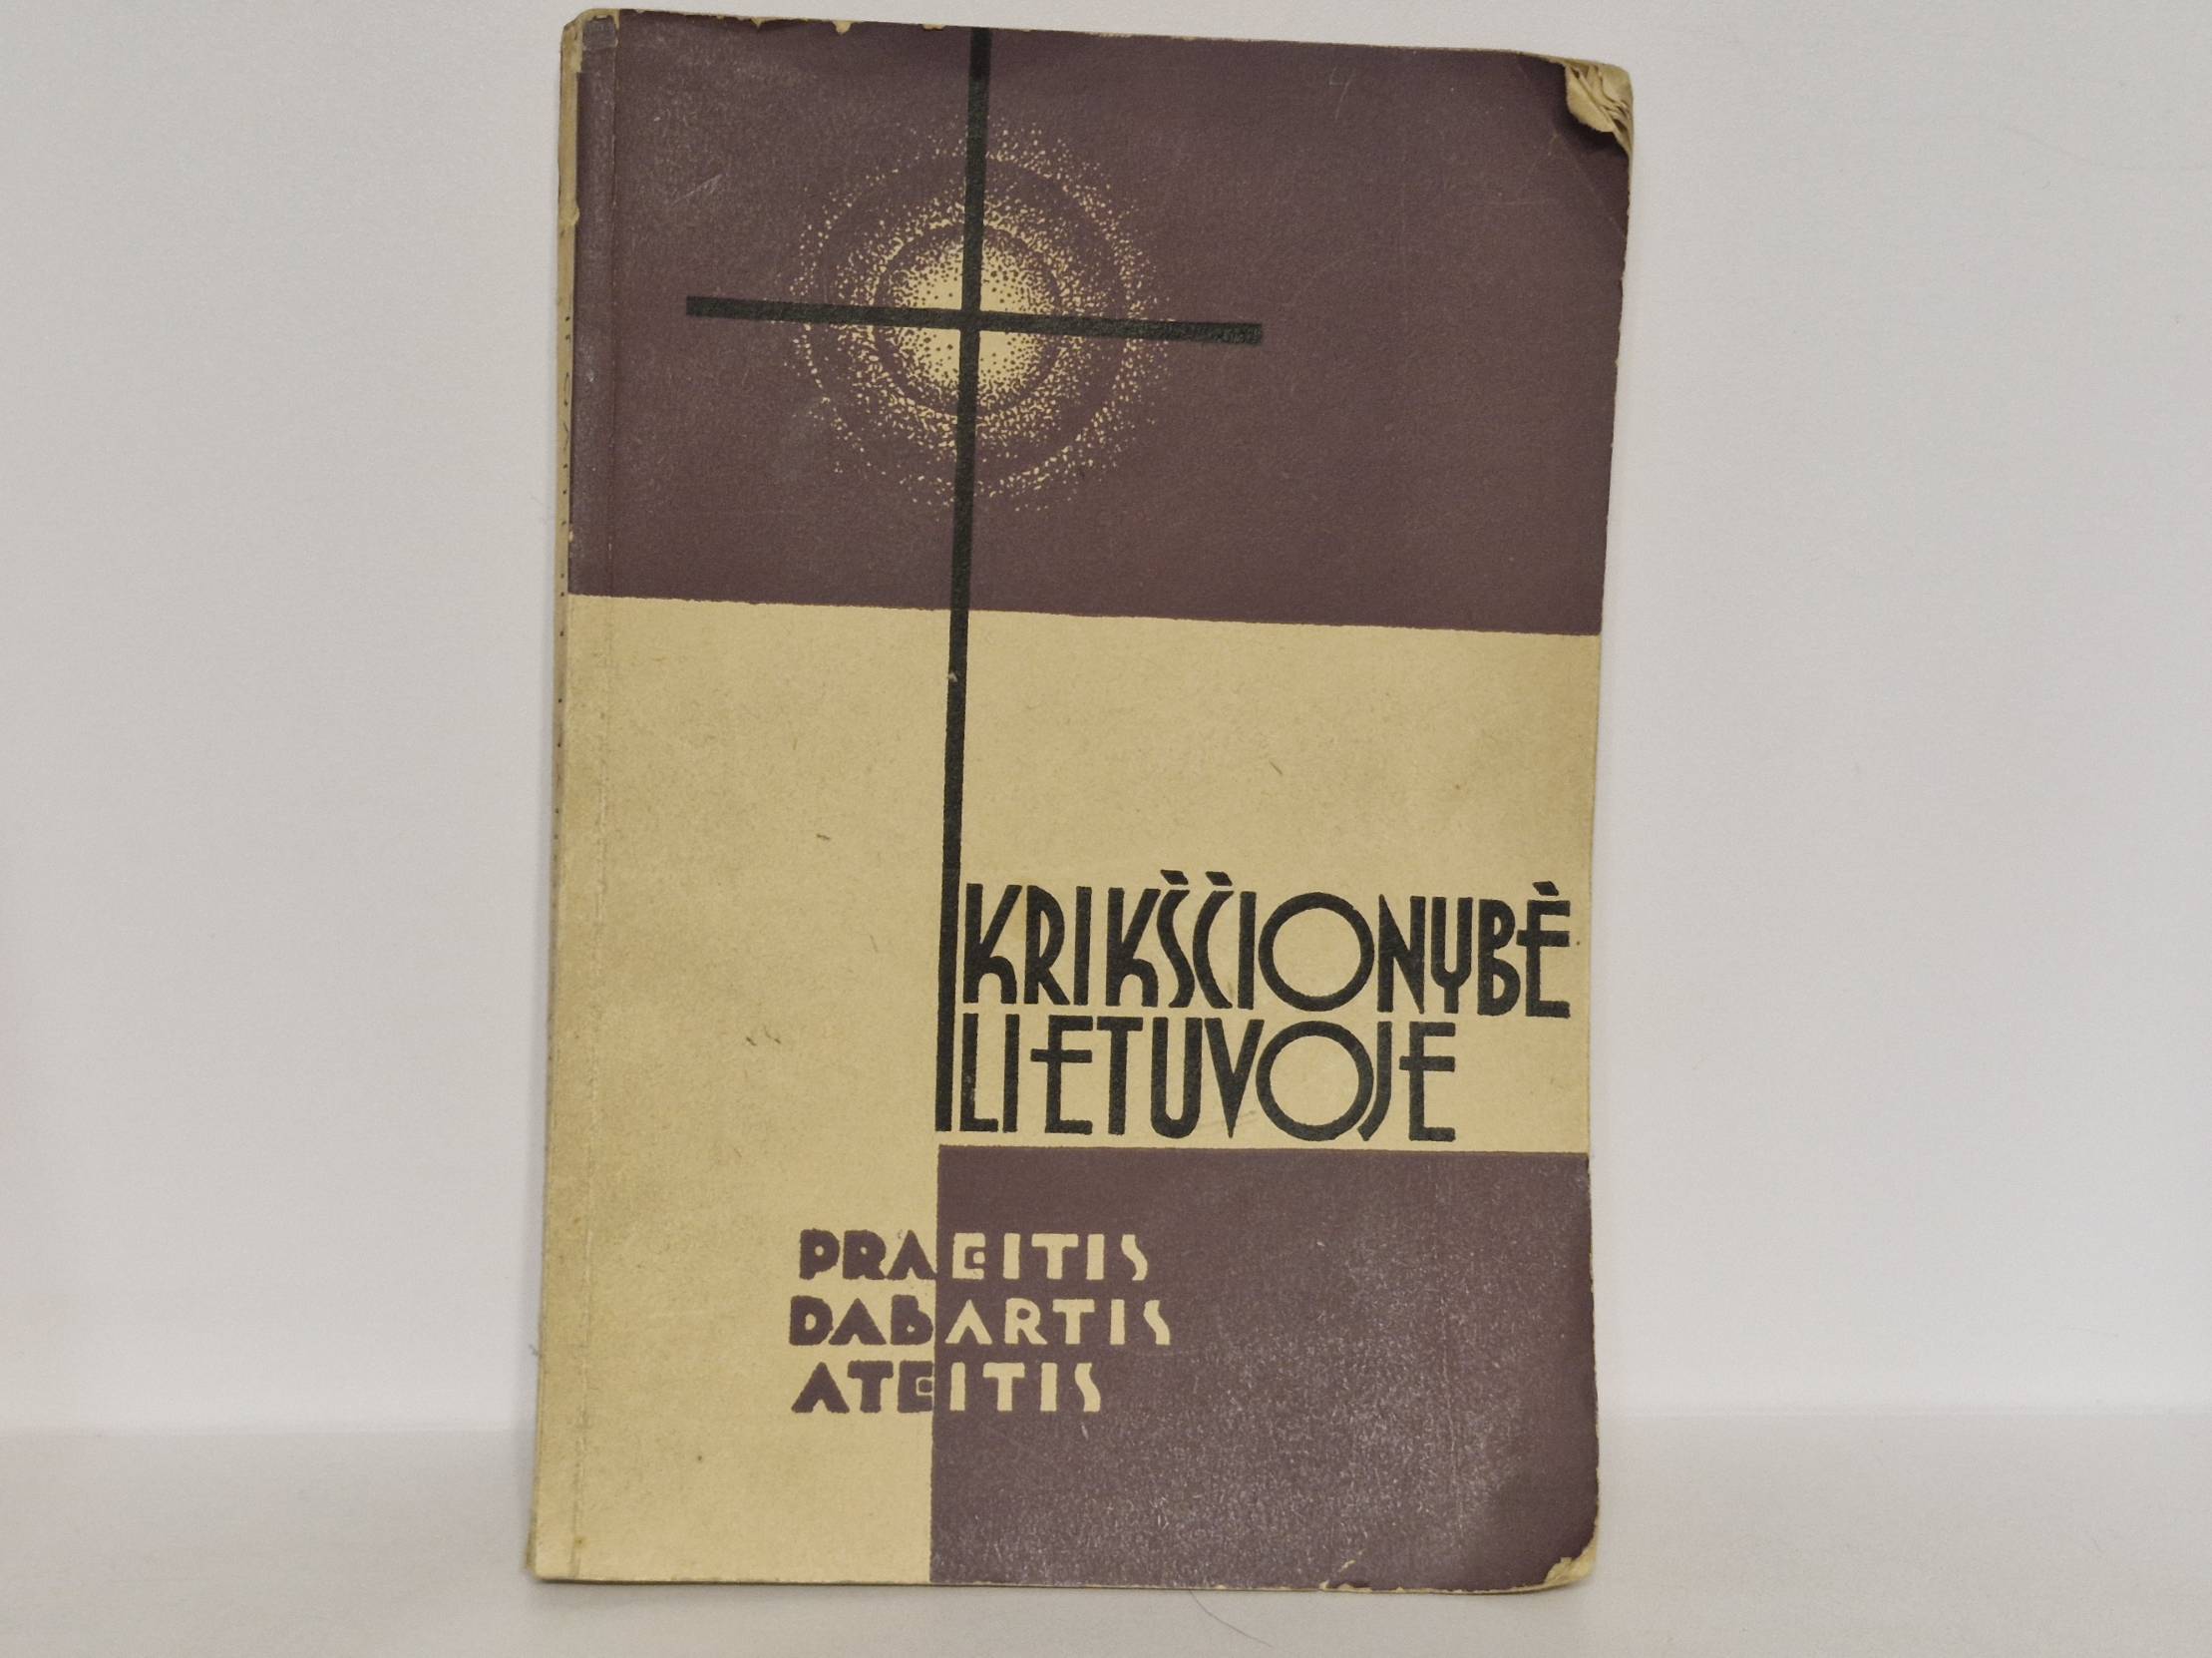 KRIKŠČIONYBĖ
LIETUVOJE
PRAEITIS
DABARTIS
ATEITIS